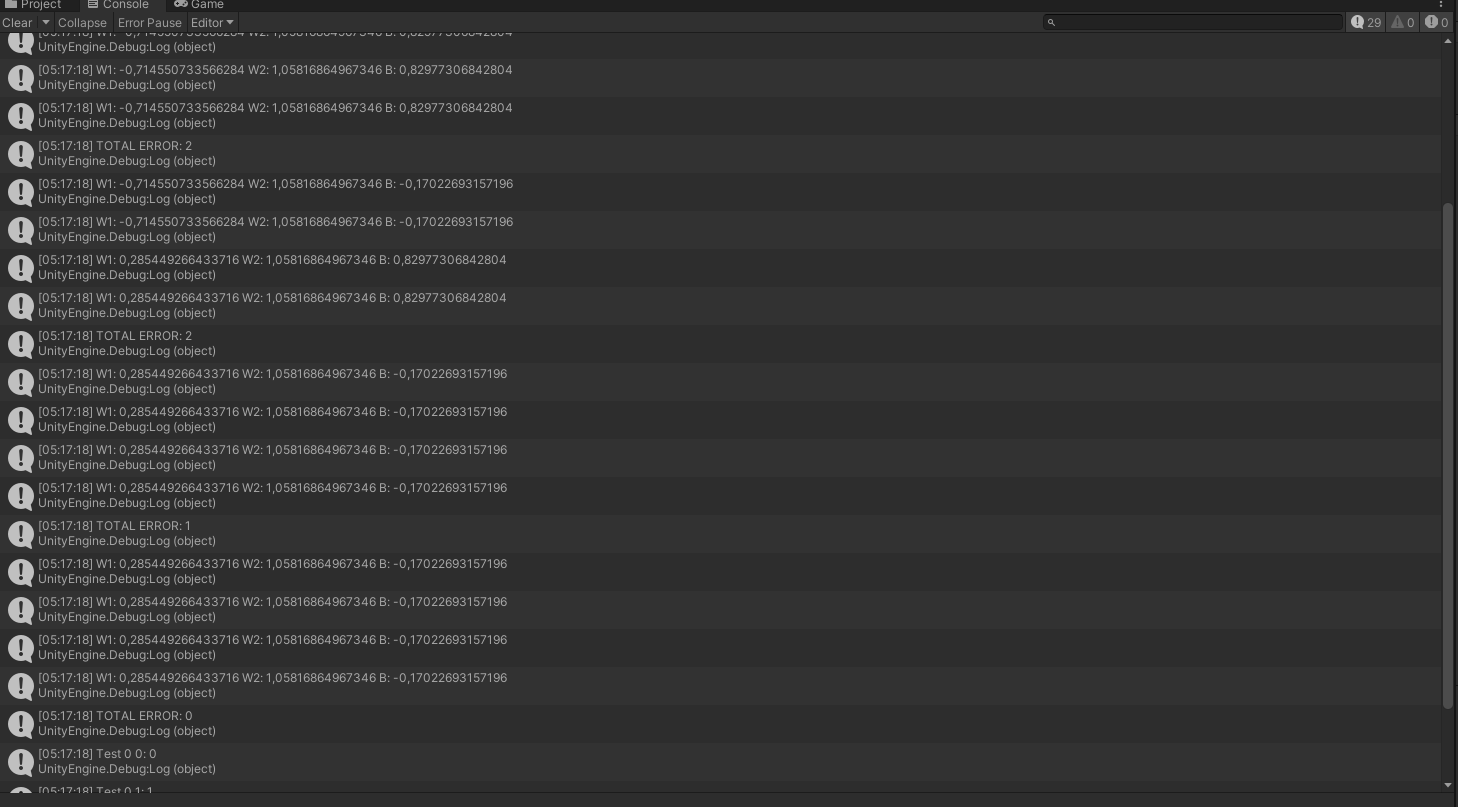 Project Console Game
Clear Collapse Error Pause Editor 29 0 0
[05:17:18] W1: -0,714550733566284 W2: 1,05816864967346 B: 0,82977306842804
UnityEngine.Debug:Log (object)
[05:17:18] W1: -0,714550733566284 W2: 1,05816864967346 B: 0,82977306842804
UnityEngine.Debug:Log (object)
[05:17:18] W1: -0,714550733566284 W2: 1,05816864967346 B: 0,82977306842804
UnityEngine.Debug:Log (object)
[05:17:18] TOTAL ERROR: 2
UnityEngine.Debug:Log (object)
[05:17:18] W1: -0,714550733566284 W2: 1,05816864967346 B: -0,17022693157196
UnityEngine.Debug:Log (object)
[05:17:18] W1: -0,714550733566284 W2: 1,05816864967346 B: -0,17022693157196
UnityEngine.Debug:Log (object)
[05:17:18] W1: 0,285449266433716 W2: 1,05816864967346 B: 0,82977306842804
UnityEngine.Debug:Log (object)
[05:17:18] W1: 0,285449266433716 W2: 1,05816864967346 B: 0,82977306842804
UnityEngine.Debug:Log (object)
[05:17:18] TOTAL ERROR: 2
UnityEngine.Debug:Log (object)
[05:17:18] W1: 0,285449266433716 W2: 1,05816864967346 B: -0,17022693157196
UnityEngine.Debug:Log (object)
[05:17:18] W1: 0,285449266433716 W2: 1,05816864967346 B: -0,17022693157196
UnityEngine.Debug:Log (object)
[05:17:18] W1: 0,285449266433716 W2: 1,05816864967346 B: -0,17022693157196
UnityEngine.Debug:Log (object)
[05:17:18] W1: 0,285449266433716 W2: 1,05816864967346 B: -0,17022693157196
UnityEngine.Debug:Log (object)
[05:17:18] TOTAL ERROR: 1
UnityEngine.Debug:Log (object)
[05:17:18] W1: 0,285449266433716 W2: 1,05816864967346 B: -0,17022693157196
UnityEngine.Debug:Log (object)
[05:17:18] W1: 0,285449266433716 W2: 1,05816864967346 B: -0,17022693157196
UnityEngine.Debug:Log (object)
[05:17:18] W1: 0,285449266433716 W2: 1,05816864967346 B: -0,17022693157196
UnityEngine.Debug:Log (object)
[05:17:18] W1: 0,285449266433716 W2: 1,05816864967346 B: -0,17022693157196
UnityEngine.Debug:Log (object)
[05:17:18] TOTAL ERROR: 0
UnityEngine.Debug:Log (object)
[05:17:18] Test 0 0: 0
UnityEngine.Debug:Log (object)
[05:17:18] Test 0 1: 1